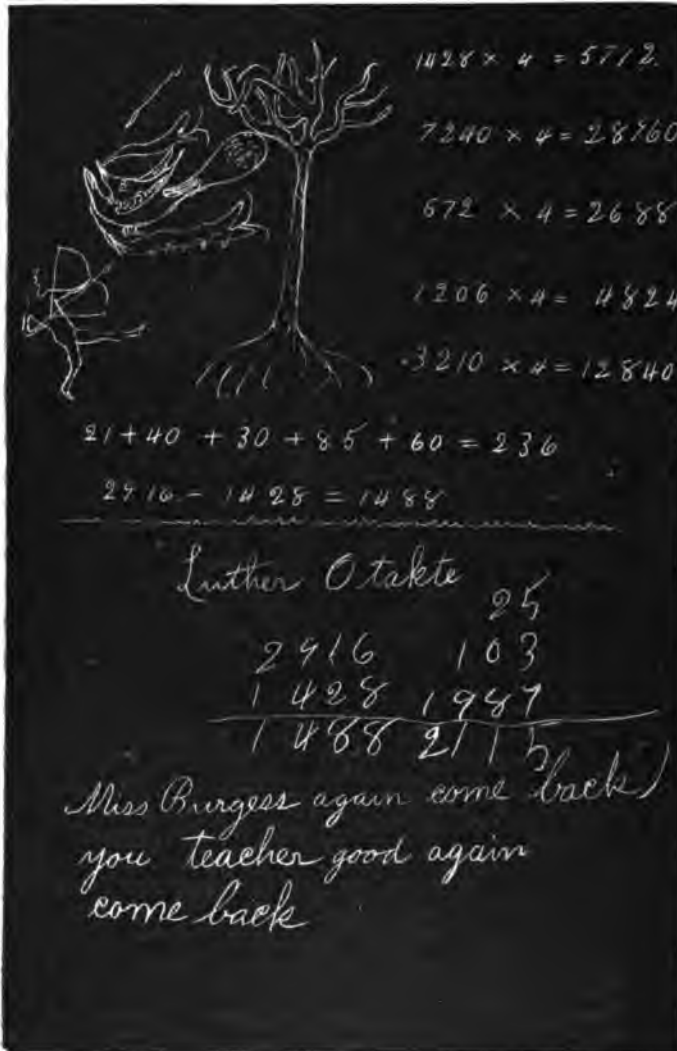 1428 × 4 = 5712.
7240 × 4 = 28960
672 × 4 = 2688
1206 × 4 = 4824
3210 × 4 = 12840
21 + 40 + 30 + 85 + 60 = 236
2916 - 1428 = 1488
Luther Otakte
25
2916 103
1428 1987
1488 2115
Miss Burgess again come back)
you teacher good again
come back